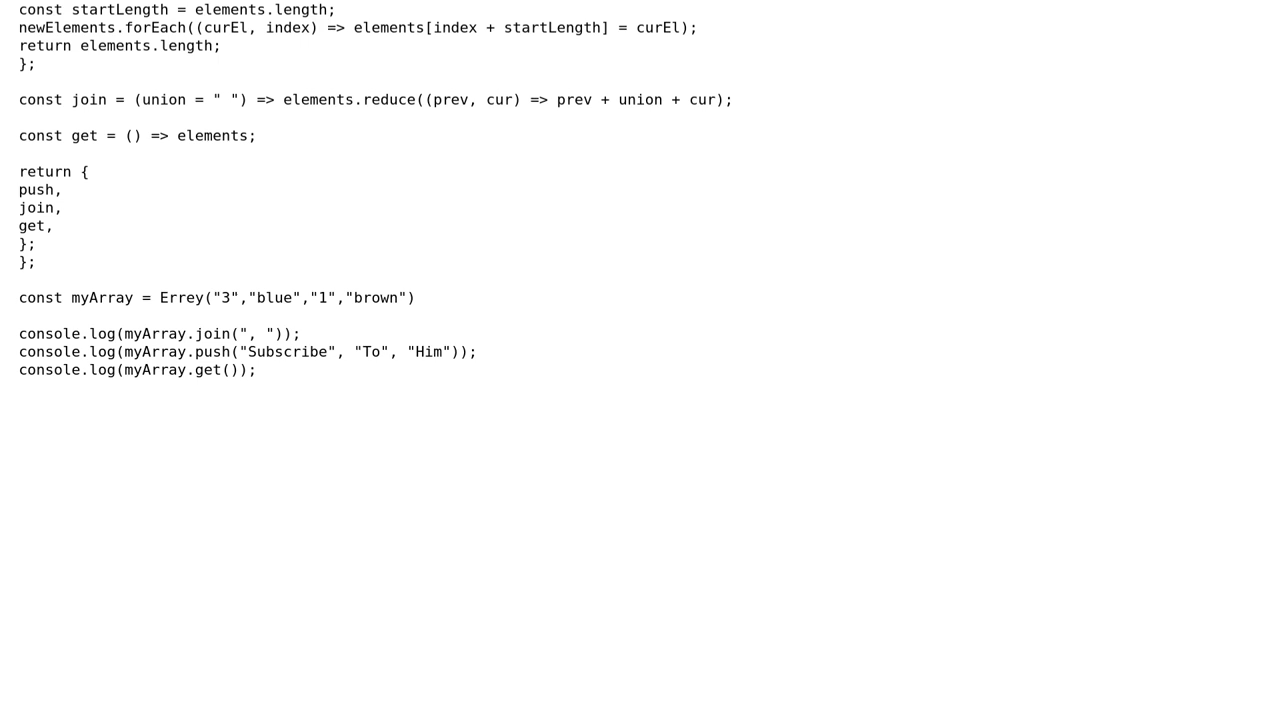 const startLength = elements.length;
newElements.forEach((curEl, index) => elements[index + startLength] = curEl);
return elements.length;
};
const join = (union = " ") => elements.reduce((prev, cur) => prev + union + cur);
const get = () => elements;
return {
push,
join,
get,
};
};
const myArray = Errey("3","blue","1","brown")
console.log(myArray.join(", "));
console.log(myArray.push("Subscribe", "To", "Him"));
console.log(myArray.get());